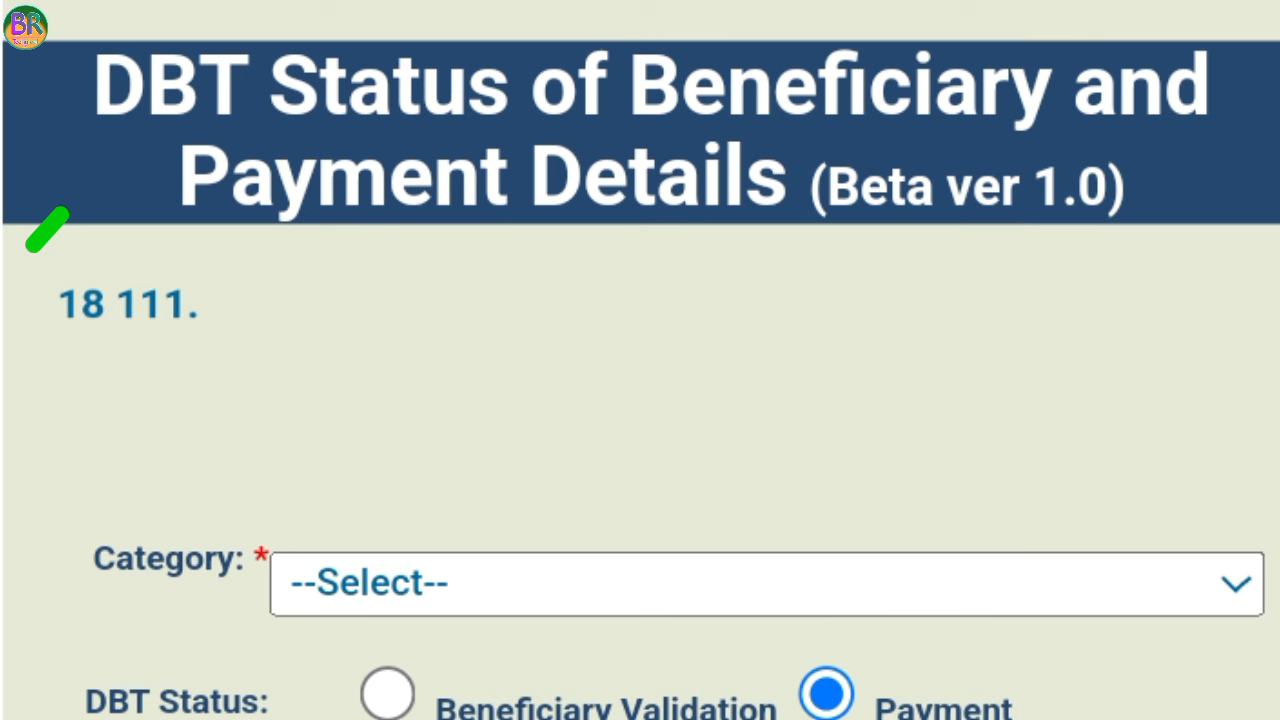 BR
DBT Status of Beneficiary and
Payment Details (Beta ver 1.0)
18 111.
Category: *
--Select--
DBT Status:
Beneficiary Validation
Payment